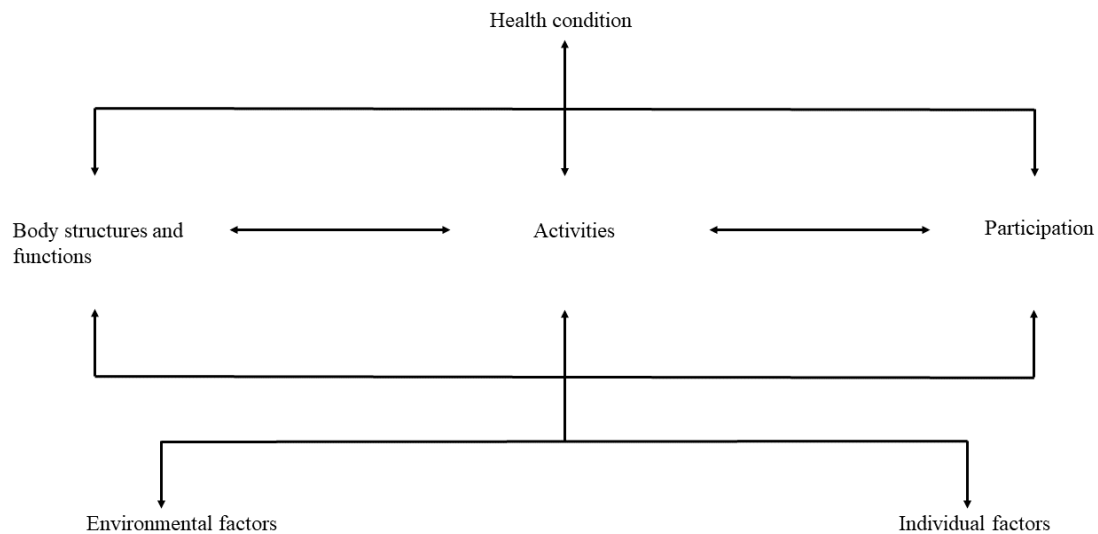 Health condition
Body structures and
functions
Activities
Participation
Environmental factors
Individual factors